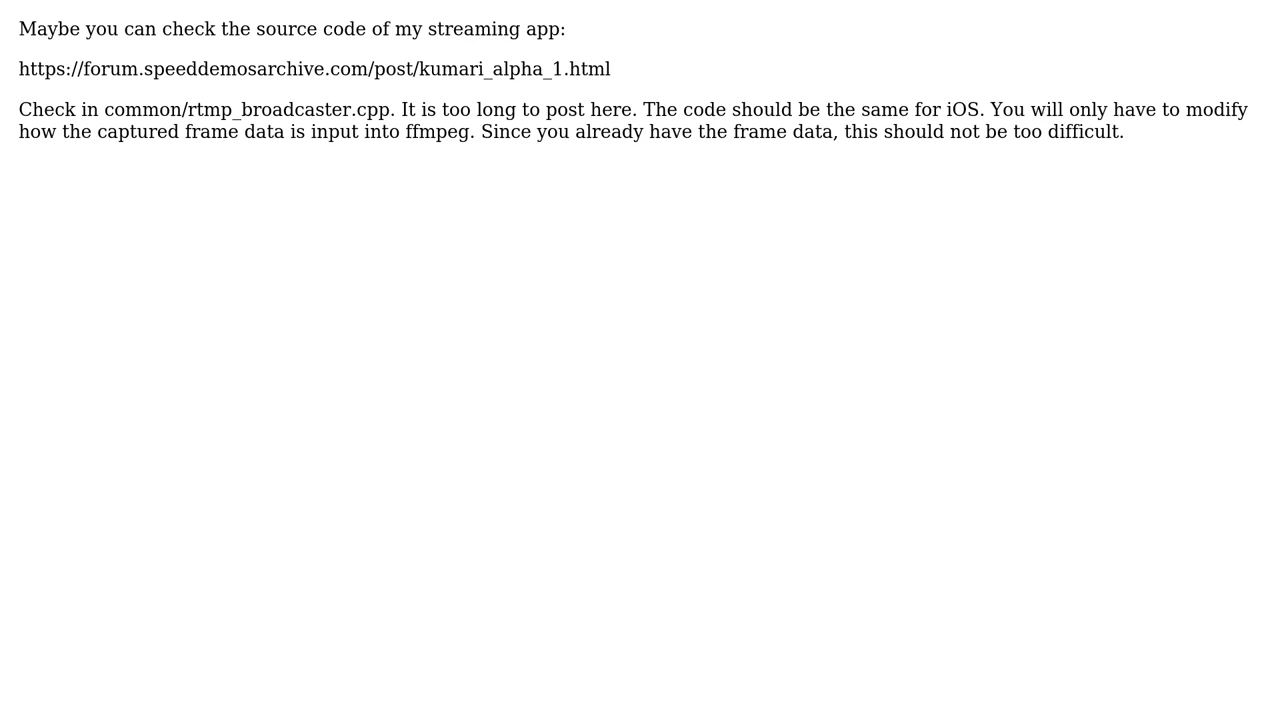 Maybe you can check the source code of my streaming app:
https://forum.speeddemosarchive.com/post/kumari_alpha_1.html
Check in common/rtmp_broadcaster.cpp. It is too long to post here. The code should be the same for iOS. You will only have to modify
how the captured frame data is input into ffmpeg. Since you already have the frame data, this should not be too difficult.